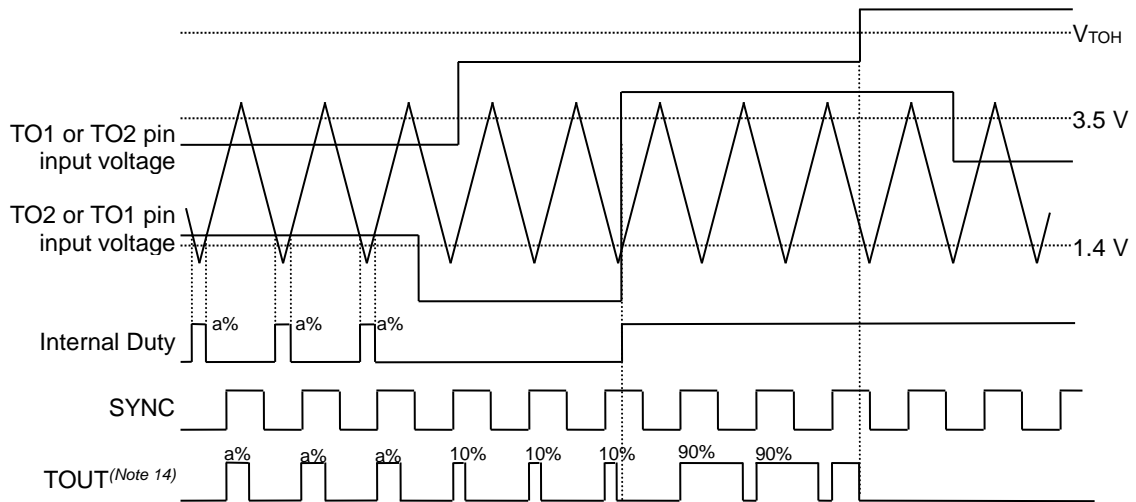 VTOH
3.5 V
TO1 or TO2 pin
input voltage
TO2 or TO1 pin
input voltage
1.4 V
a% a% a%
Internal Duty
SYNC
a% a% a% 10% 10% 10% 90% 90%
TOUT(Note 14)